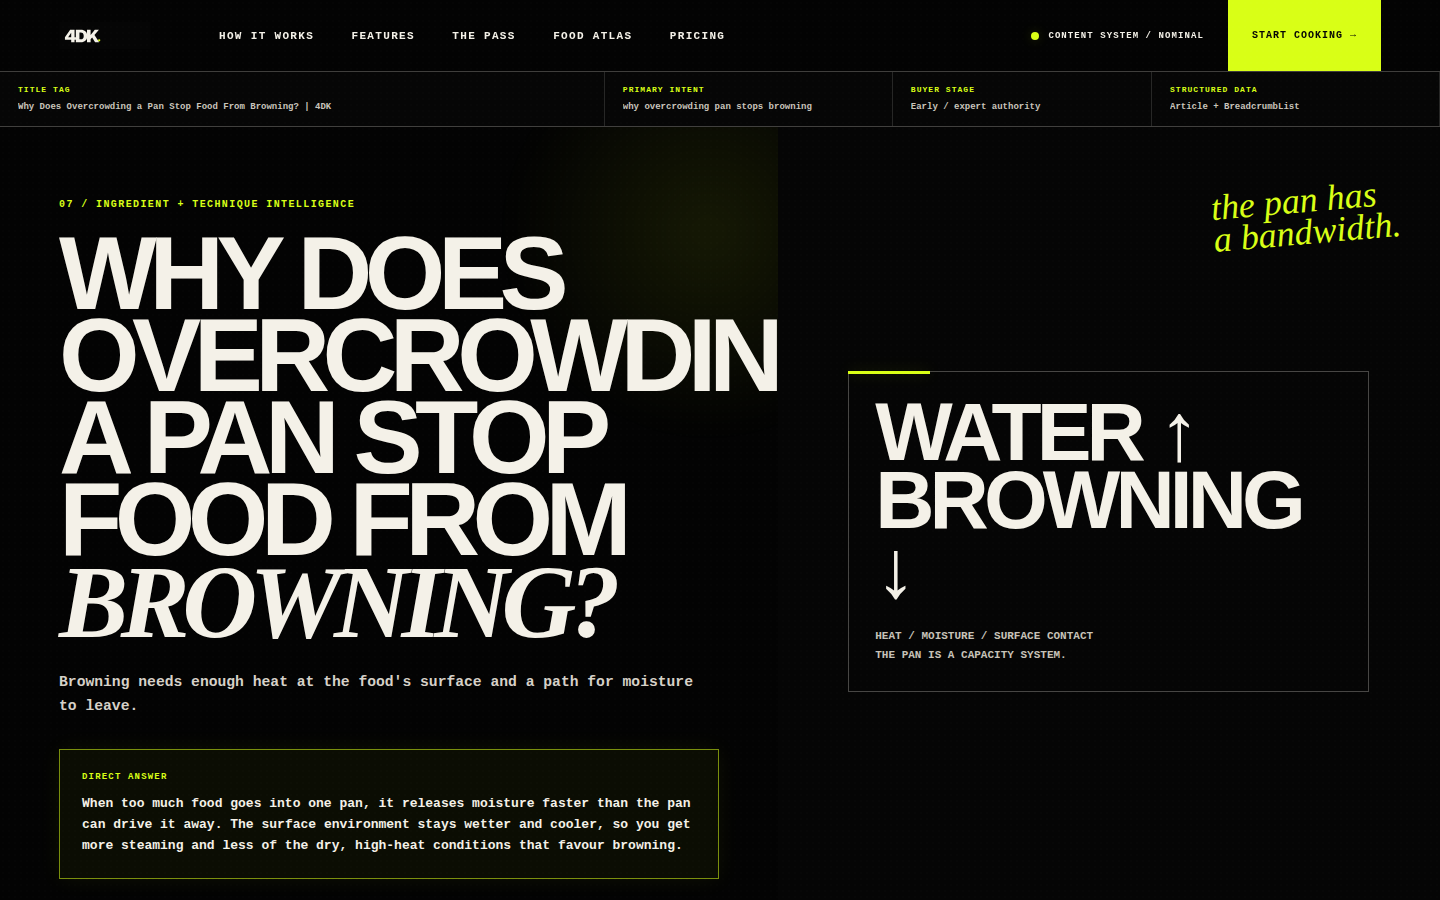 4DK.
HOW IT WORKS
FEATURES
THE PASS
FOOD ATLAS
PRICING
CONTENT SYSTEM / NOMINAL
START COOKING →
TITLE TAG
Why Does Overcrowding a Pan Stop Food From Browning? | 4DK
PRIMARY INTENT
why overcrowding pan stops browning
BUYER STAGE
Early / expert authority
STRUCTURED DATA
Article + BreadcrumbList
07 / INGREDIENT + TECHNIQUE INTELLIGENCE
WHY DOES
OVERCROWDIN
A PAN STOP
FOOD FROM
BROWNING?
Browning needs enough heat at the food's surface and a path for moisture
to leave.
DIRECT ANSWER
When too much food goes into one pan, it releases moisture faster than the pan
can drive it away. The surface environment stays wetter and cooler, so you get
more steaming and less of the dry, high-heat conditions that favour browning.
the pan has
a bandwidth.
WATER ↑
BROWNING
↓
HEAT / MOISTURE / SURFACE CONTACT
THE PAN IS A CAPACITY SYSTEM.